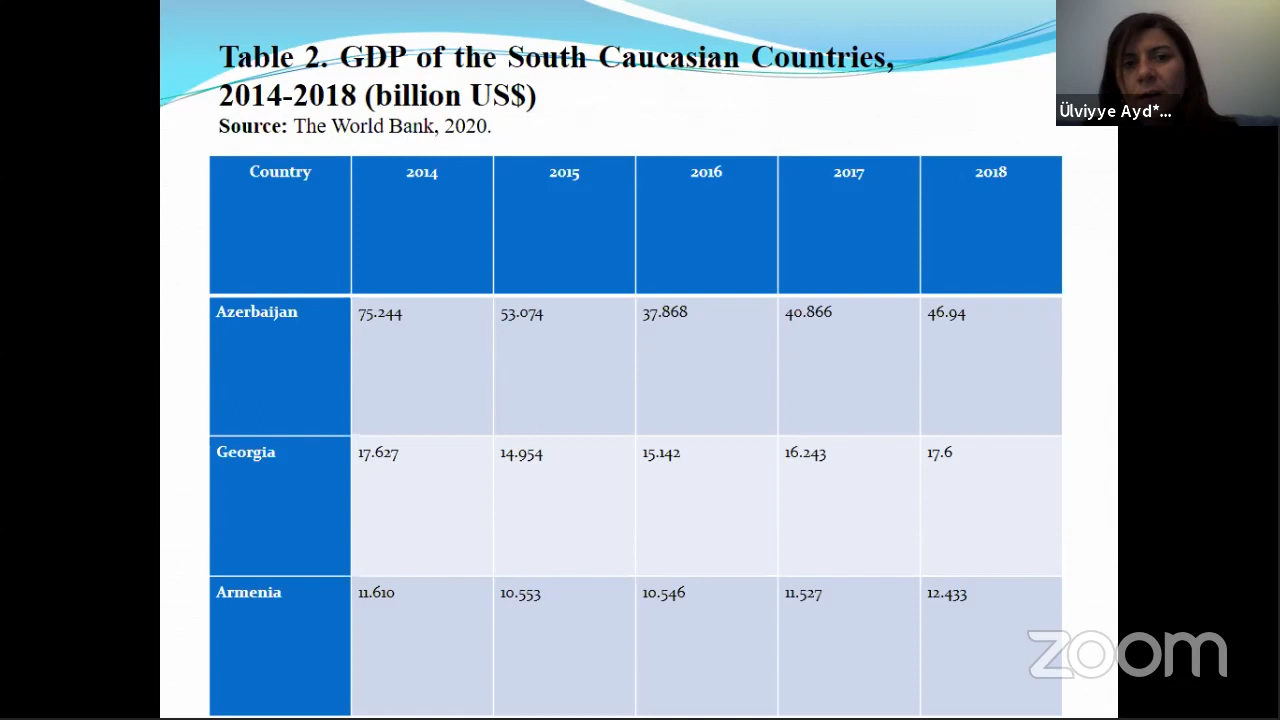 Table 2. GDP of the South Caucasian Countries,
2014-2018 (billion US$)
Source: The World Bank, 2020.
Ülviyye Ayd*...
Country 2014 2015 2016 2017 2018
Azerbaijan 75.244 53.074 37.868 40.866 46.94
Georgia 17.627 14.954 15.142 16.243 17.6
Armenia 11.610 10.553 10.546 11.527 12.433
zoom